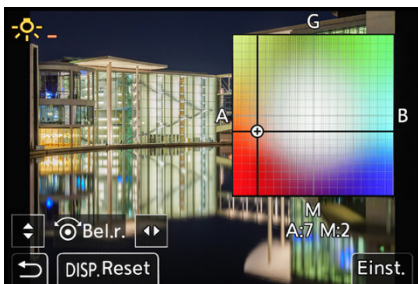 G
A B
M
A:7 M:2
Bel.r.
DISP. Reset Einst.